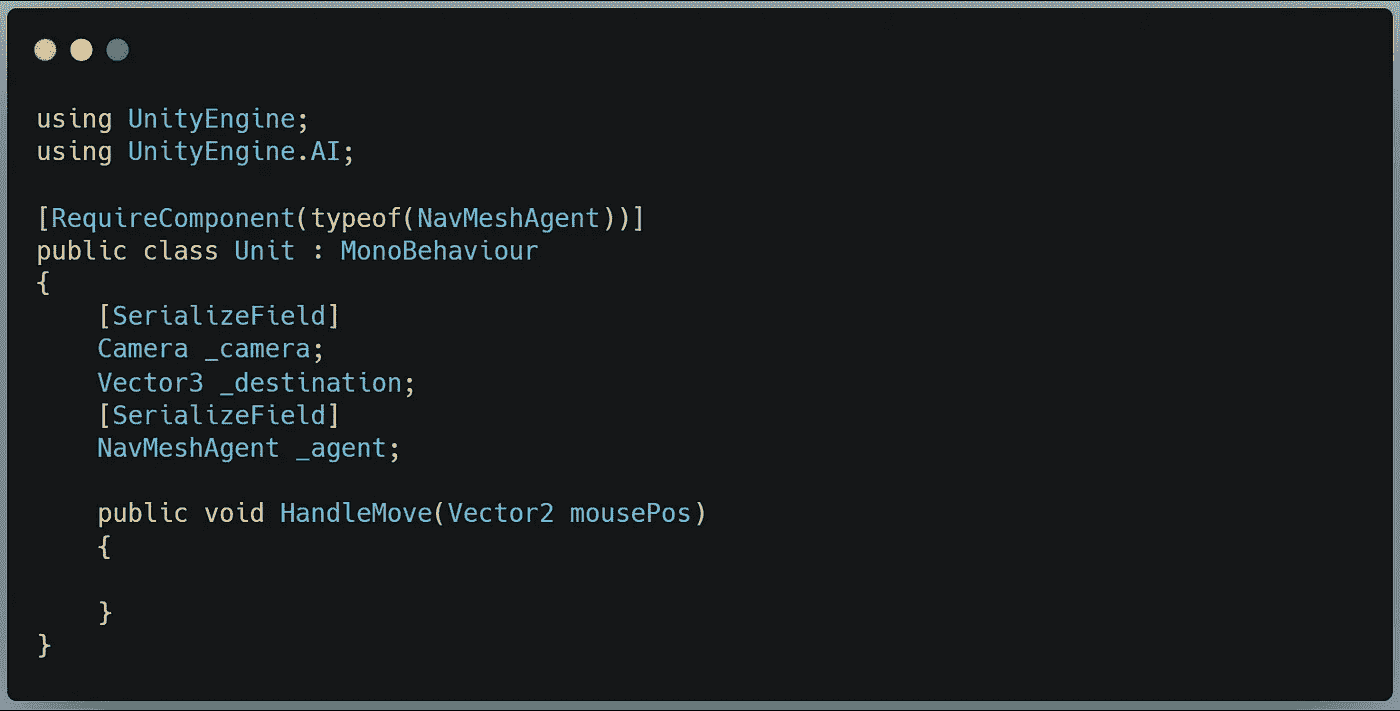 using UnityEngine;
using UnityEngine.AI;
[RequireComponent(typeof(NavMeshAgent))]
public class Unit : MonoBehaviour
{
[SerializeField]
Camera _camera;
Vector3 _destination;
[SerializeField]
NavMeshAgent _agent;
public void HandleMove(Vector2 mousePos)
{
}
}